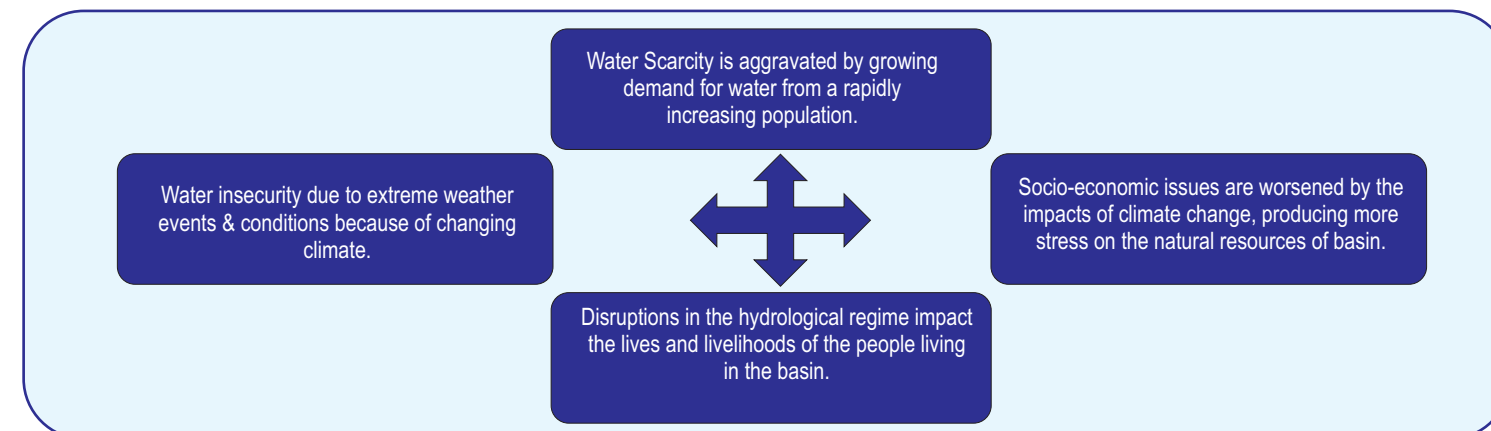 Water Scarcity is aggravated by growing
demand for water from a rapidly
increasing population.
Water insecurity due to extreme weather
events & conditions because of changing
climate.
Socio-economic issues are worsened by the
impacts of climate change, producing more
stress on the natural resources of basin.
Disruptions in the hydrological regime impact
the lives and livelihoods of the people living
in the basin.